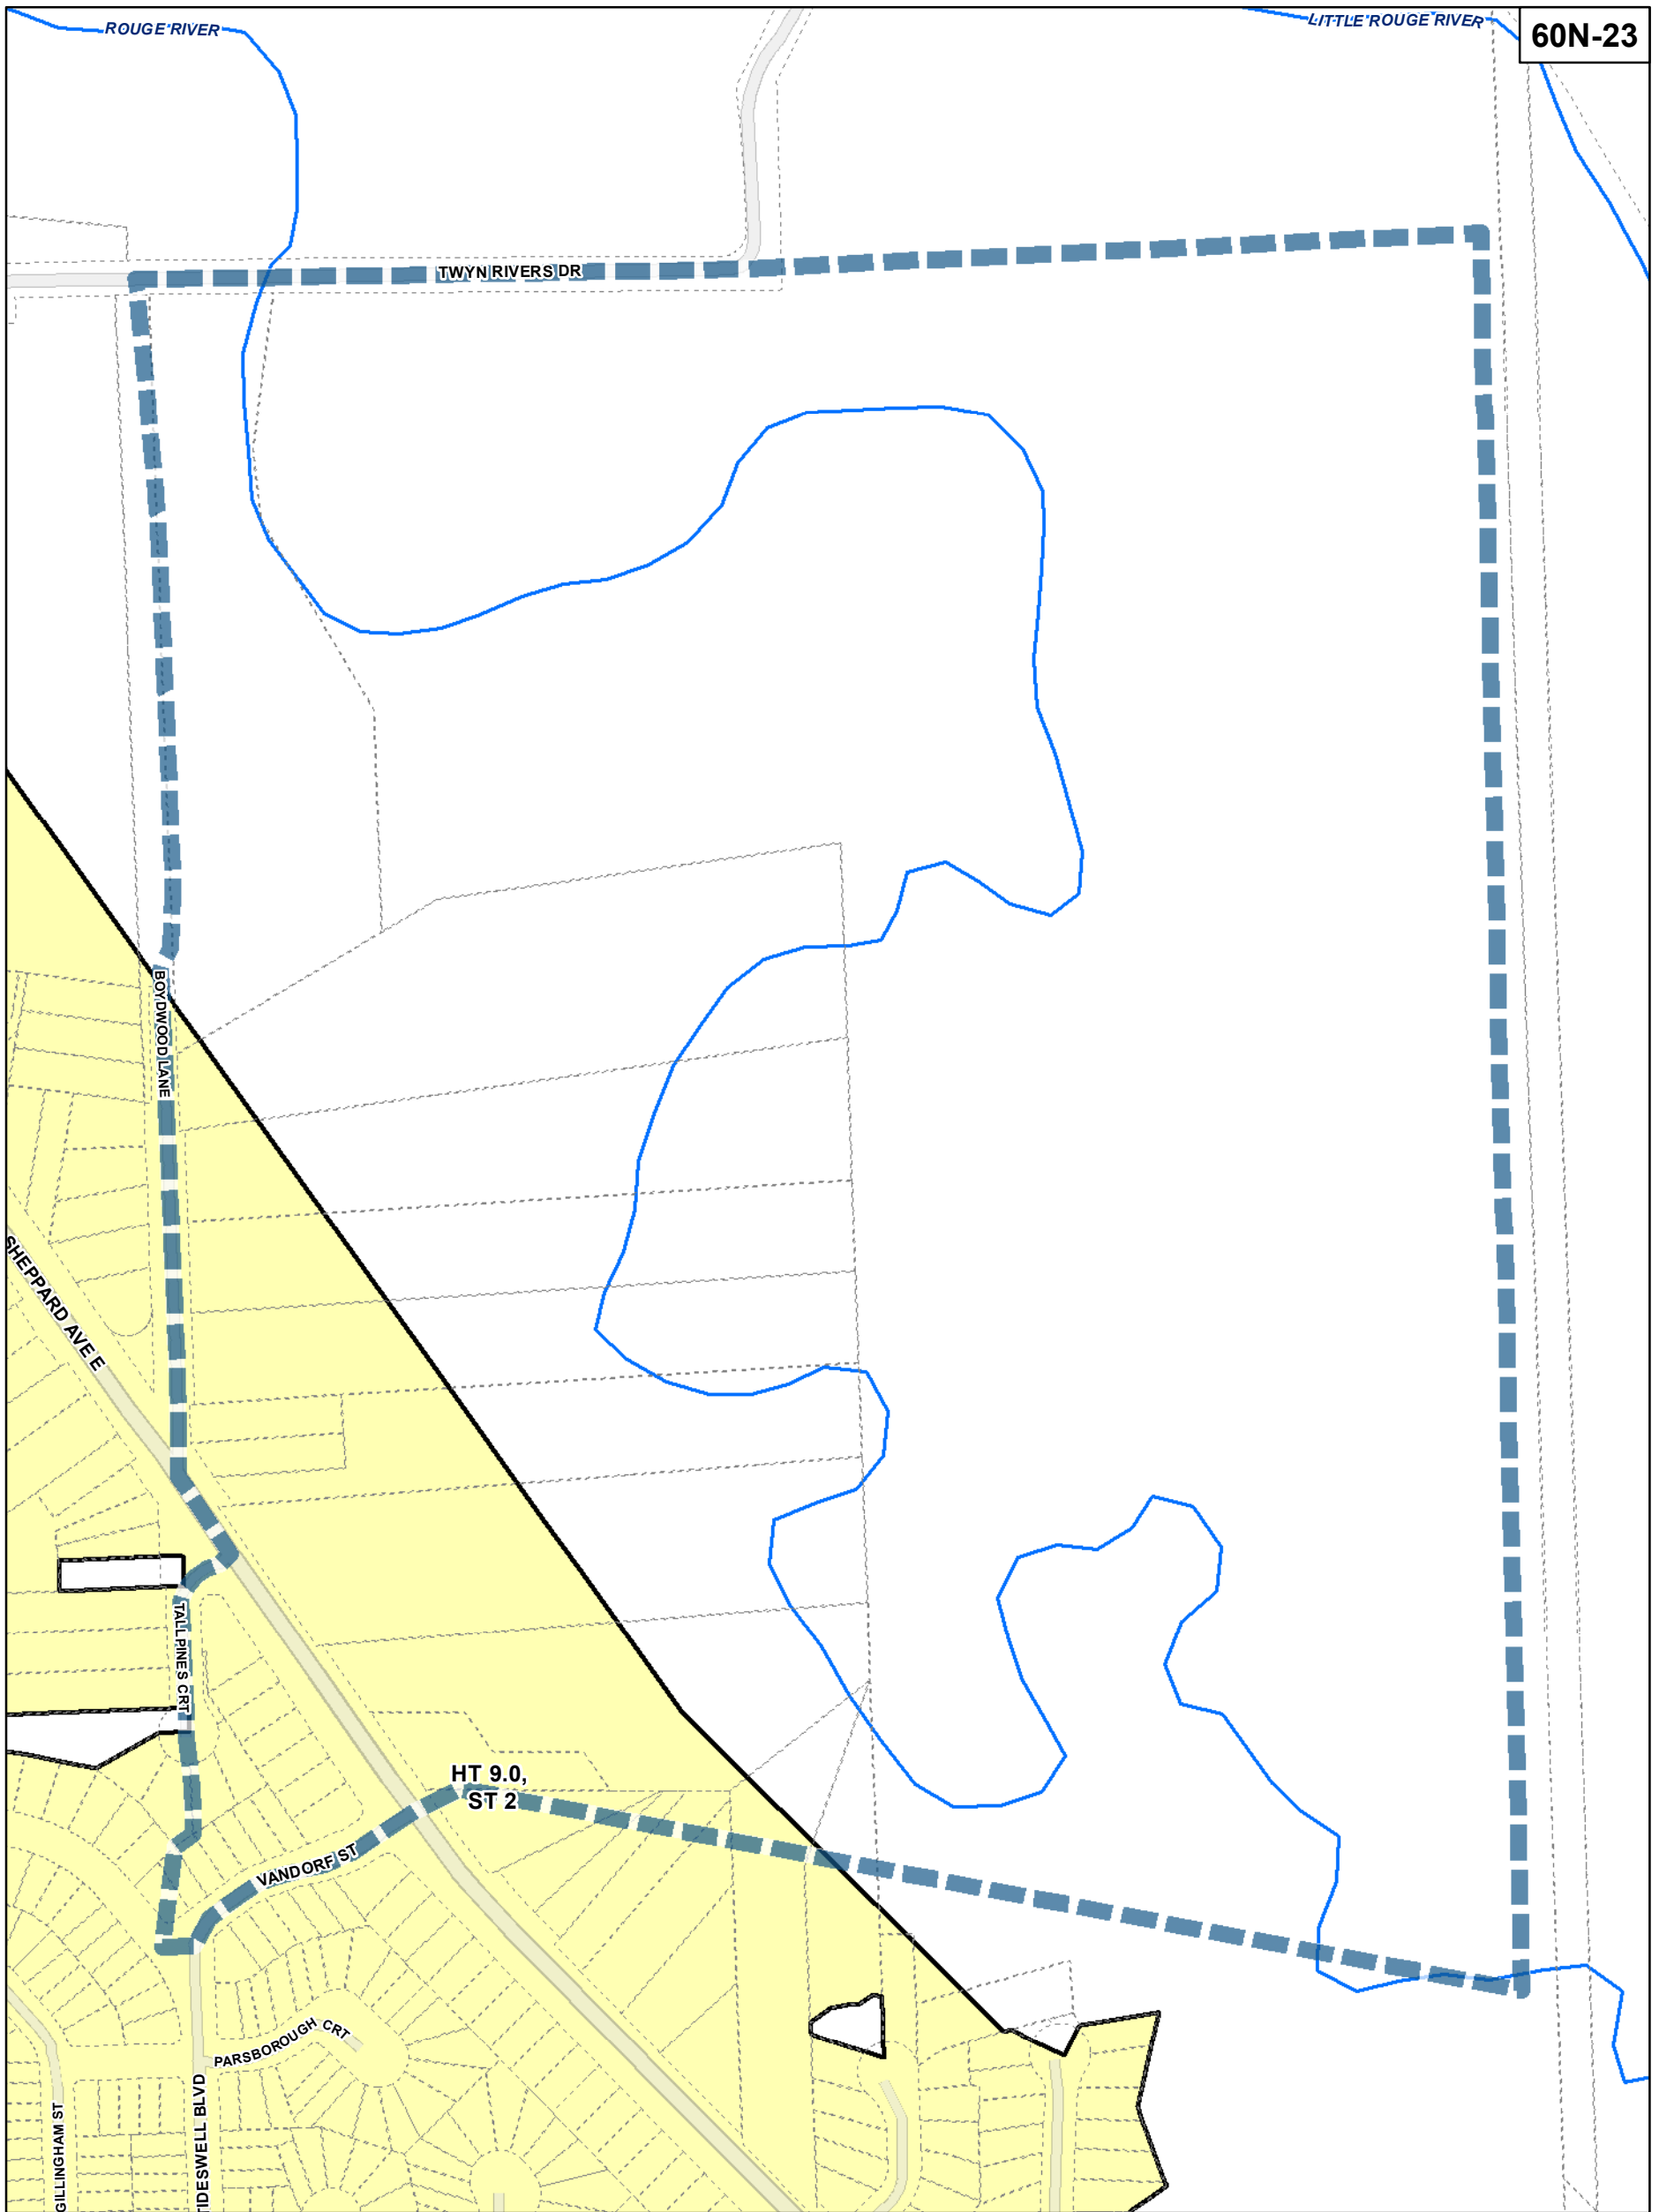 ROUGE RIVER
LITTLE ROUGE RIVER
60N-23
TWYN RIVERS DR
BOYDWOOD LANE
SHEPPARD AVE E
TALL PINES CRT
HT 9.0,
ST 2
VANDORF ST
PARSBOROUGH CRT
GILLINGHAM ST
TIDESWELL BLVD